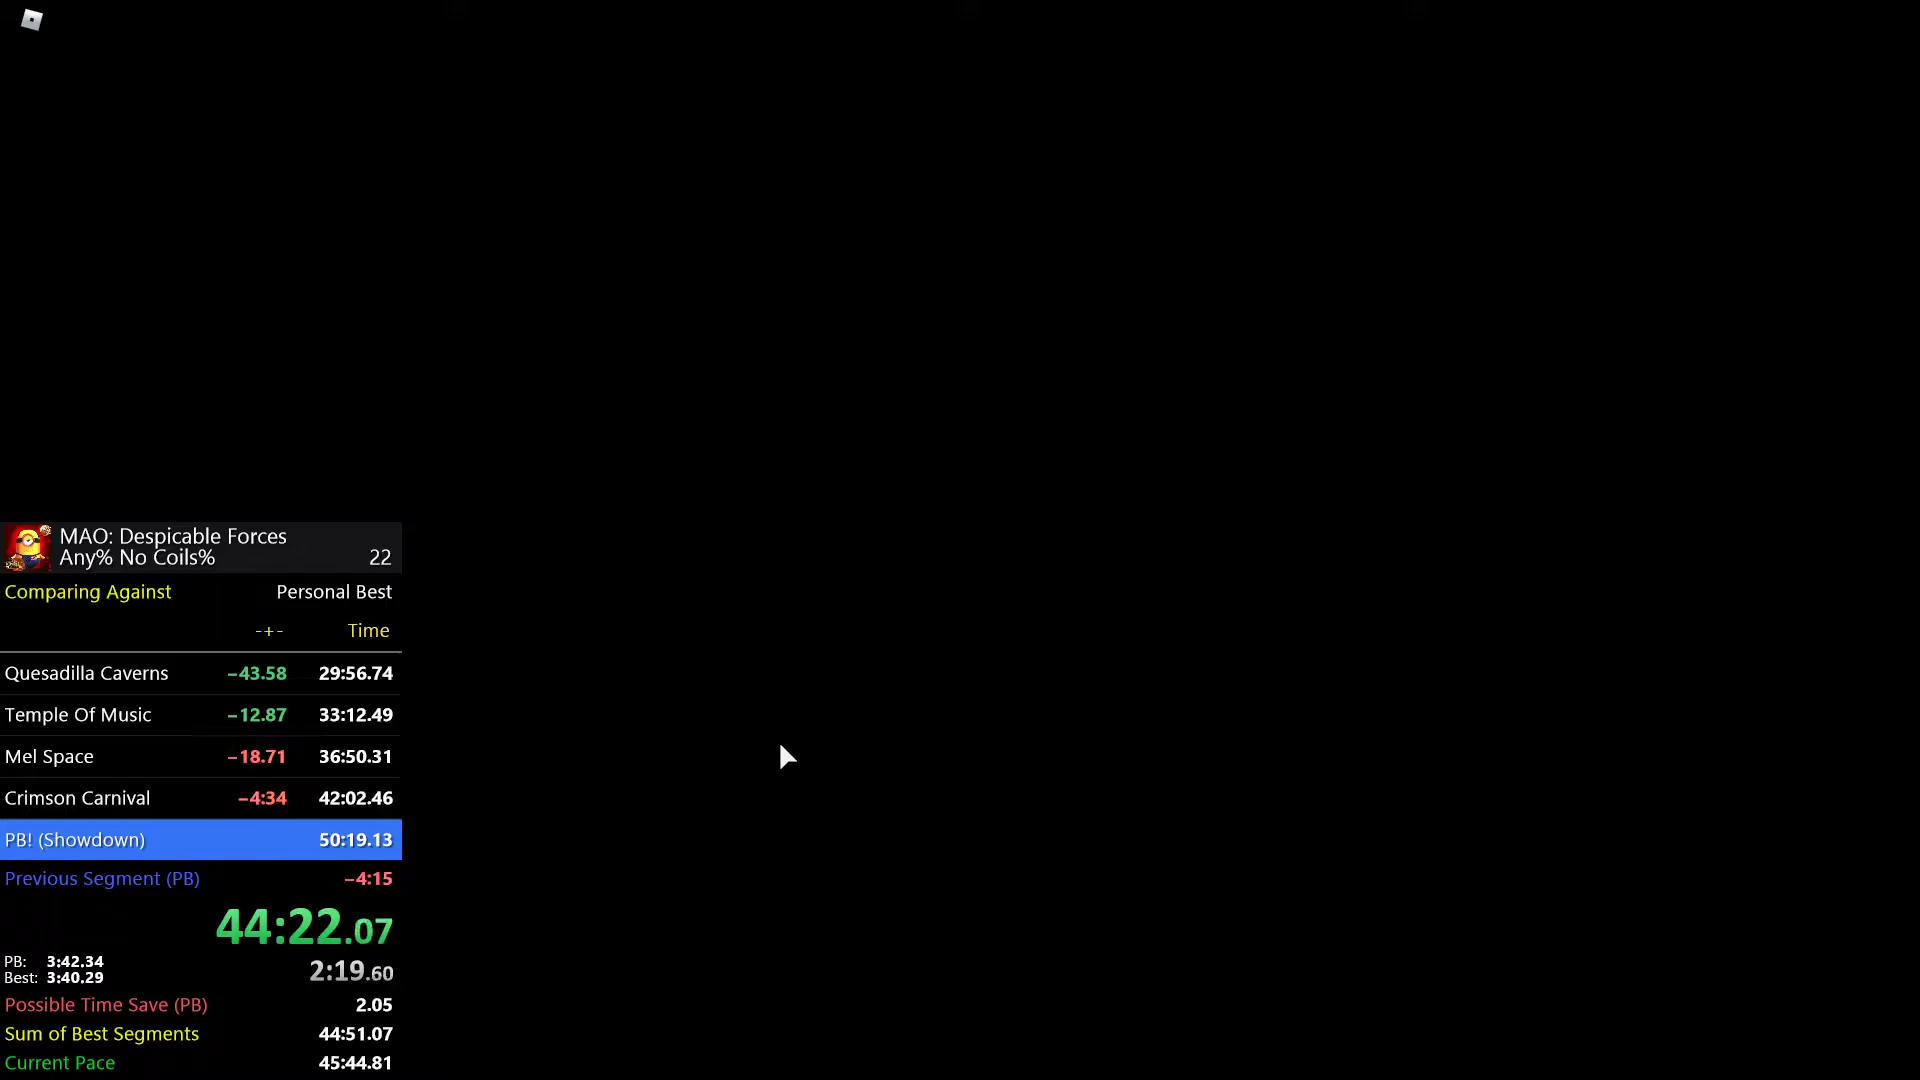 MAO: Despicable Forces
Any% No Coils% 22
Comparing Against Personal Best
-+- Time
Quesadilla Caverns −43.58 29:56.74
Temple Of Music −12.87 33:12.49
Mel Space −18.71 36:50.31
Crimson Carnival −4:34 42:02.46
PB! (Showdown) 50:19.13
Previous Segment (PB) −4:15
44:22.07
PB: 3:42.34
Best: 3:40.29
2:19.60
Possible Time Save (PB) 2.05
Sum of Best Segments 44:51.07
Current Pace 45:44.81